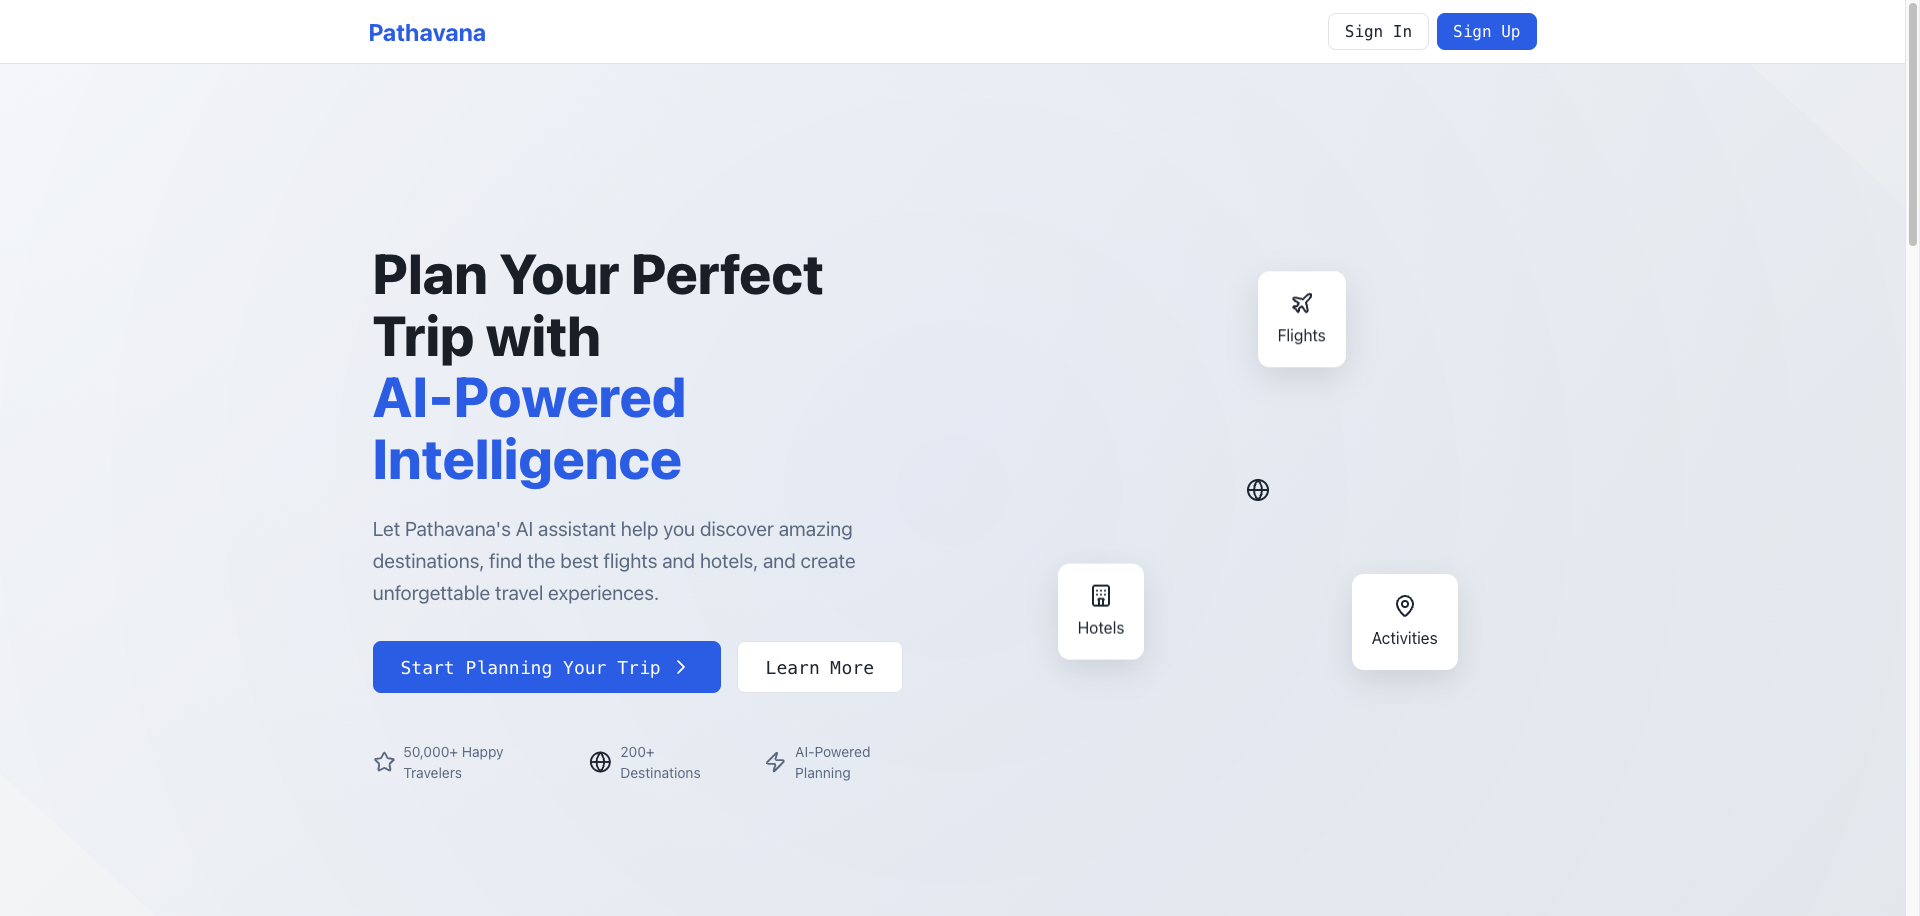 Pathavana
Sign In
Sign Up
Plan Your Perfect
Trip with
AI-Powered
Intelligence
Let Pathavana's AI assistant help you discover amazing
destinations, find the best flights and hotels, and create
unforgettable travel experiences.
Start Planning Your Trip
Learn More
50,000+ Happy
Travelers
200+
Destinations
AI-Powered
Planning
Flights
Hotels
Activities